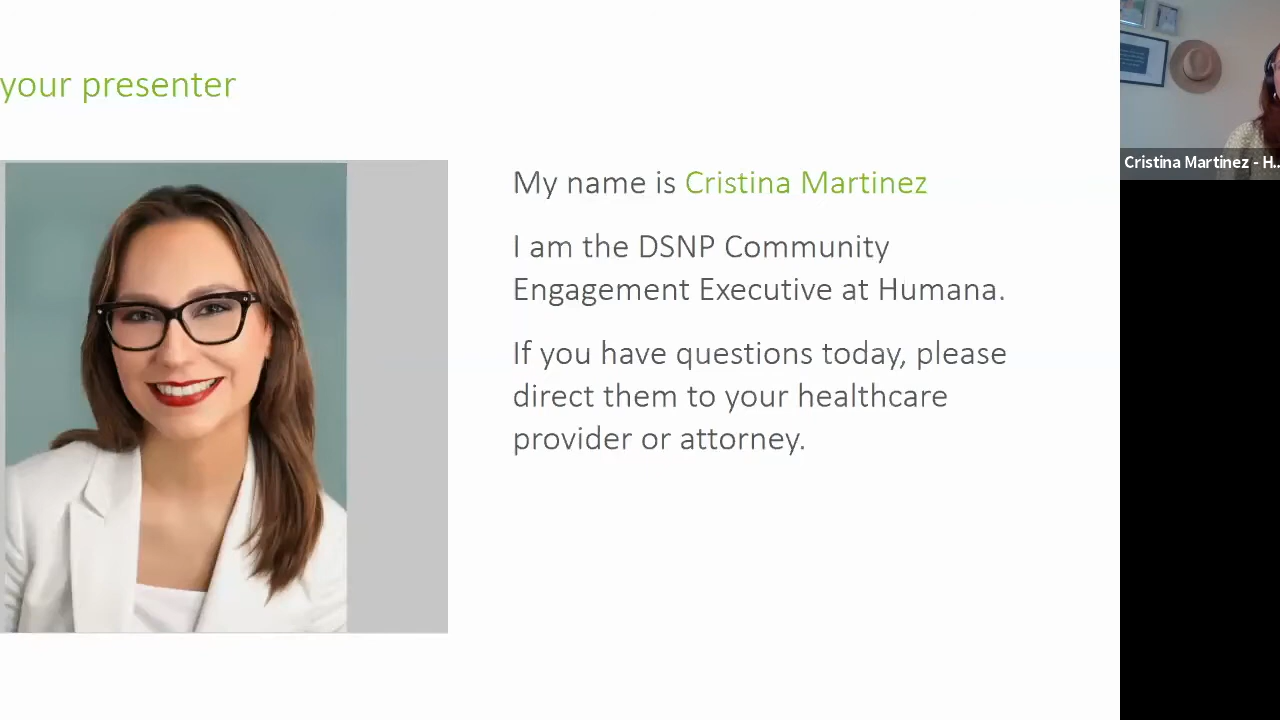 your presenter
My name is Cristina Martinez
I am the DSNP Community
Engagement Executive at Humana.
If you have questions today, please
direct them to your healthcare
provider or attorney.
Cristina Martinez - H...